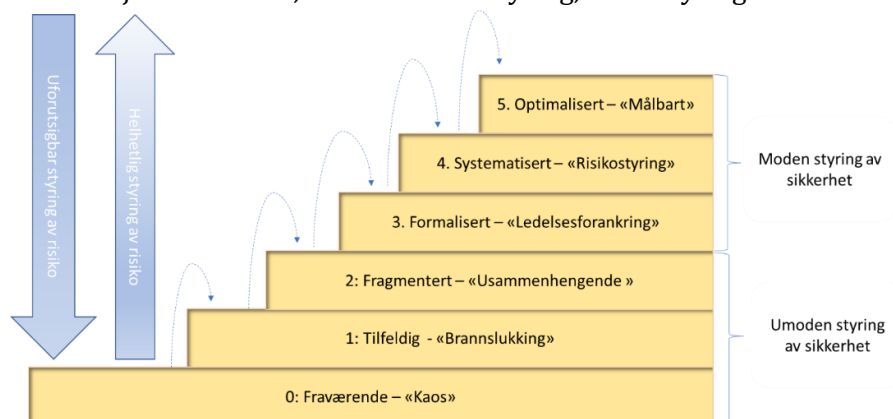 Uforutsigbar styring av risiko
Helhetlig styring av risiko
5. Optimalisert – «Målbart»
4. Systematisert – «Risikostyring»
3. Formalisert – «Ledelsesforankring»
2: Fragmentert – «Usammenhengende »
1: Tilfeldig - «Brannslukking»
0: Fraværende – «Kaos»
Moden styring av
sikkerhet
Umoden styring
av sikkerhet